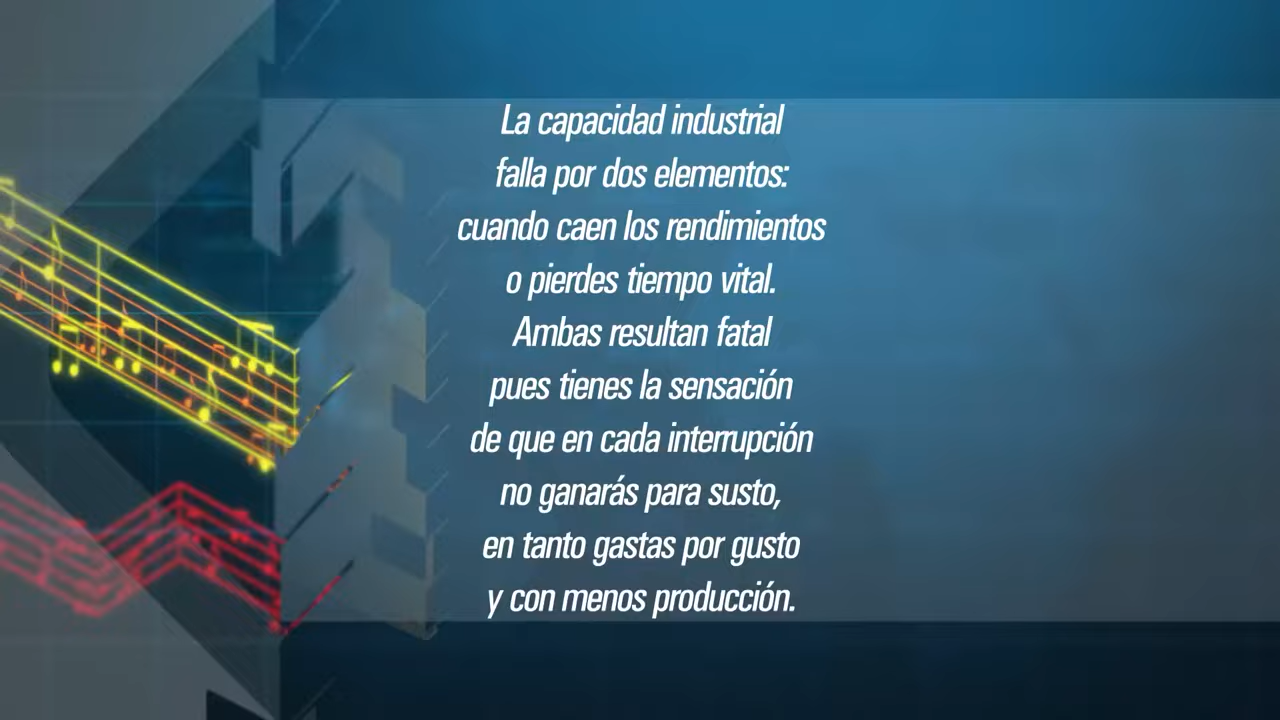 La capacidad industrial
falla por dos elementos:
cuando caen los rendimientos
o pierdes tiempo vital.
Ambas resultan fatal
pues tienes la sensación
de que en cada interrupción
no ganarás para susto,
en tanto gastas por gusto
y con menos producción.